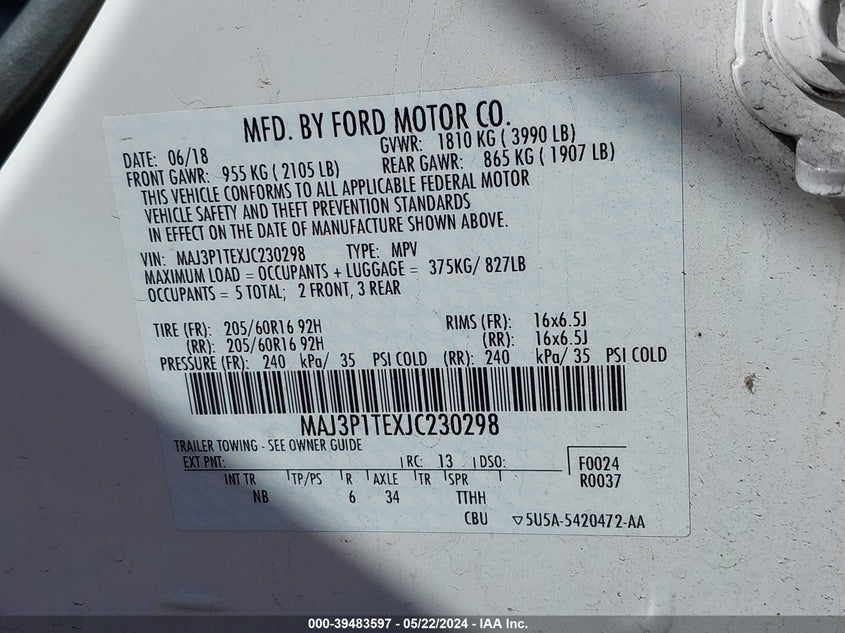 MFD. BY FORD MOTOR CO.
DATE: 06/18 GVWR: 1810 KG ( 3990 LB)
FRONT GAWR: 955 KG ( 2105 LB) REAR GAWR: 865 KG ( 1907 LB)
THIS VEHICLE CONFORMS TO ALL APPLICABLE FEDERAL MOTOR
VEHICLE SAFETY AND THEFT PREVENTION STANDARDS
IN EFFECT ON THE DATE OF MANUFACTURE SHOWN ABOVE.
VIN: MAJ3P1TEXJC230298 TYPE: MPV
MAXIMUM LOAD = OCCUPANTS + LUGGAGE = 375KG/ 827LB
OCCUPANTS = 5 TOTAL; 2 FRONT, 3 REAR
TIRE (FR): 205/60R16 92H RIMS (FR): 16x6.5J
(RR): 205/60R16 92H (RR): 16x6.5J
PRESSURE (FR): 240 kPa/ 35 PSI COLD (RR): 240 kPa/ 35 PSI COLD
MAJ3P1TEXJC230298
TRAILER TOWING - SEE OWNER GUIDE
EXT PNT: RC: 13 DSO: F0024
R0037
INT TR TP/PS R AXLE TR SPR
NB 6 34 TTHH
CBU ▽5U5A-5420472-AA
000-39483597 - 05/22/2024 - IAA Inc.